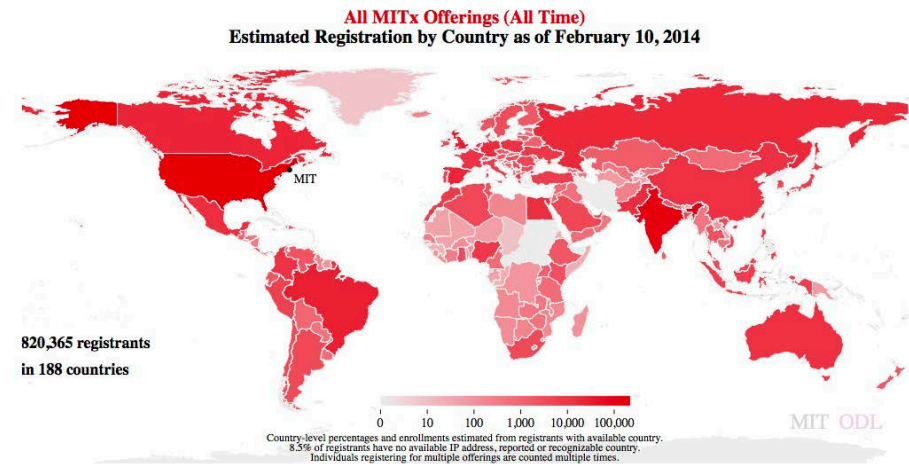 All MITx Offerings (All Time)
Estimated Registration by Country as of February 10, 2014
MIT
820,365 registrants
in 188 countries
0 10 100 1,000 10,000 100,000
MIT ODL
Country-level percentages and enrollments estimated from registrants with available country.
8.5% of registrants have no available IP address, reported or recognizable country.
Individuals registering for multiple offerings are counted multiple times.